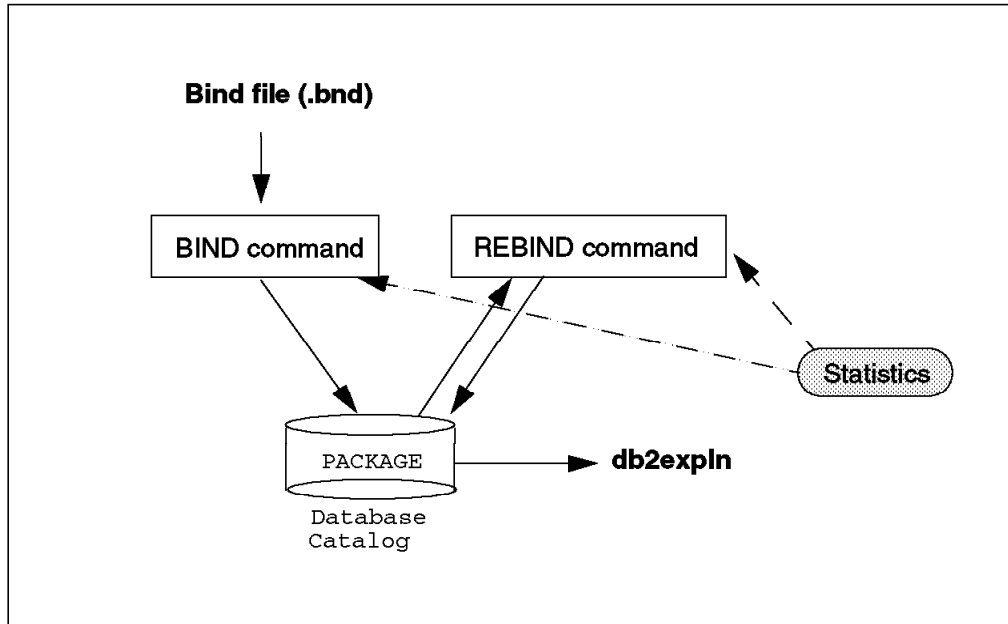 Bind file (.bnd)
BIND command
REBIND command
Statistics
PACKAGE
db2expln
Database
Catalog